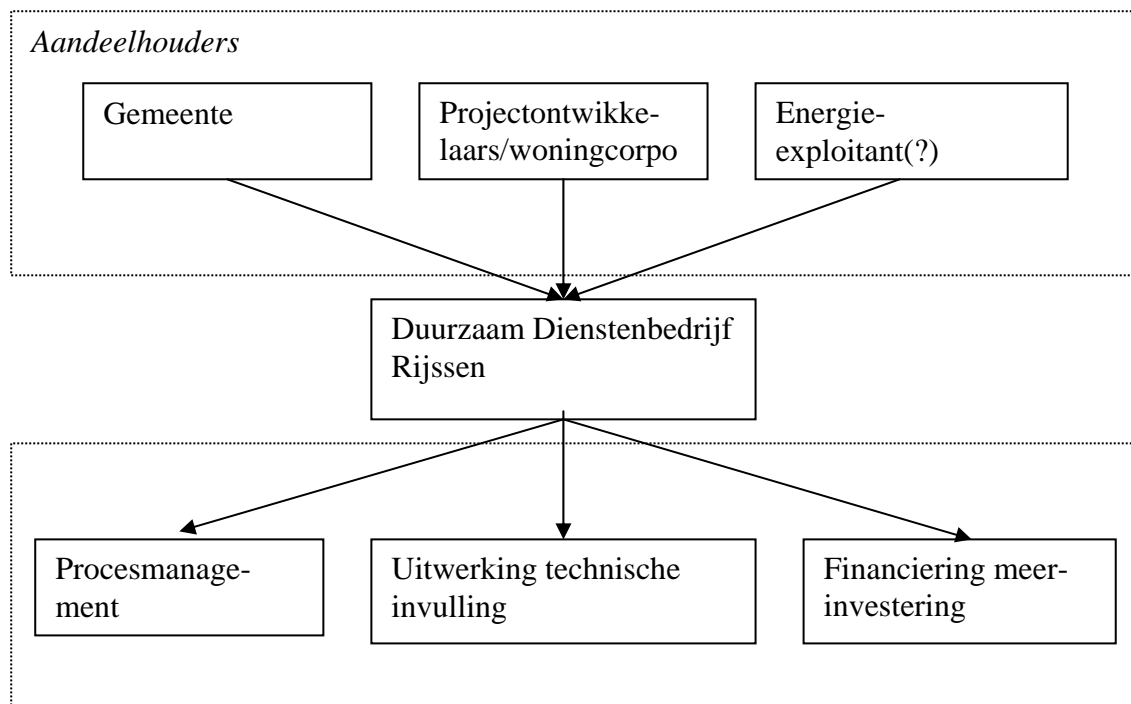 Aandeelhouders
Gemeente
Projectontwikke-
laars/woningcorpo
Energie-
exploitant(?)
Duurzaam Dienstenbedrijf
Rijssen
Procesmanage-
ment
Uitwerking technische
invulling
Financiering meer-
investering